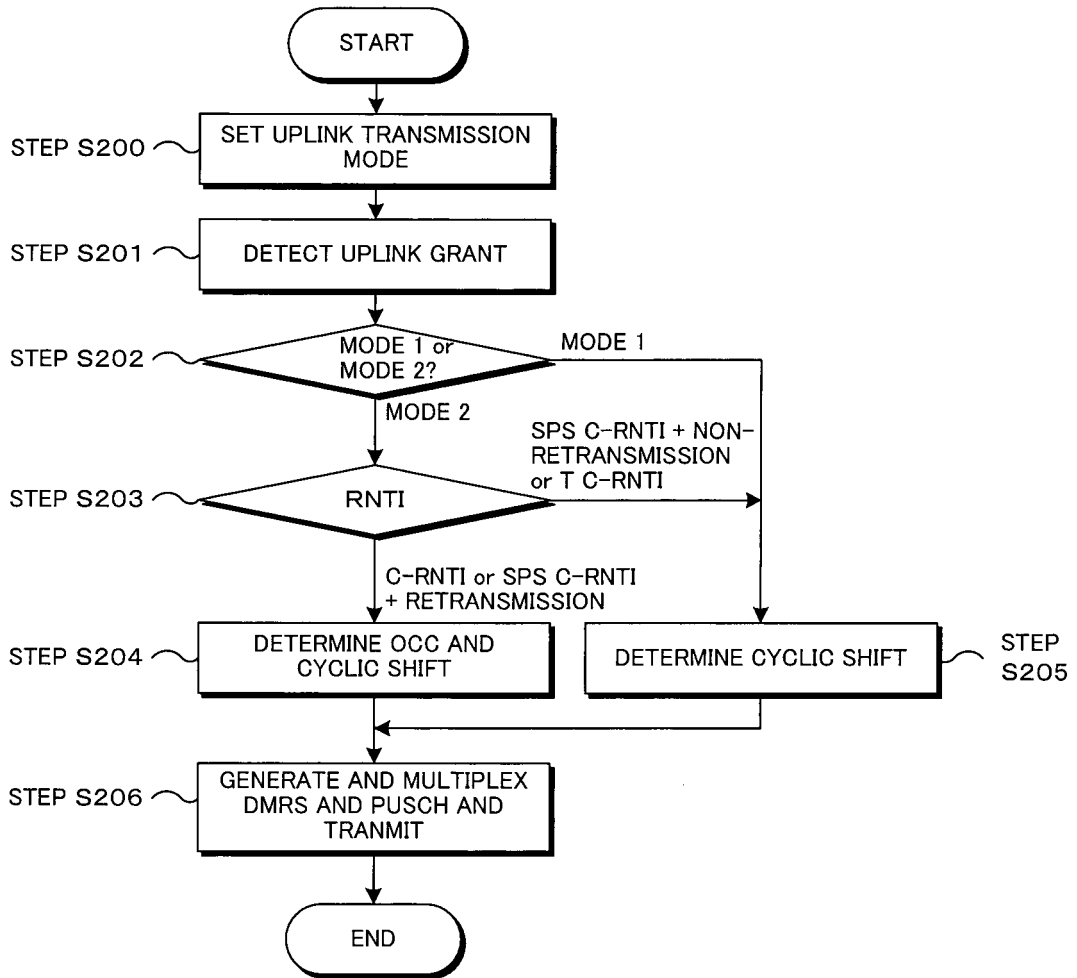 START
STEP S200
SET UPLINK TRANSMISSION
MODE
STEP S201
DETECT UPLINK GRANT
STEP S202
MODE 1 or
MODE 2?
MODE 1
MODE 2
SPS C-RNTI + NON-
RETRANSMISSION
or T C-RNTI
STEP S203
RNTI
C-RNTI or SPS C-RNTI
+ RETRANSMISSION
STEP S204
DETERMINE OCC AND
CYCLIC SHIFT
DETERMINE CYCLIC SHIFT
STEP
S205
STEP S206
GENERATE AND MULTIPLEX
DMRS AND PUSCH AND
TRANMIT
END